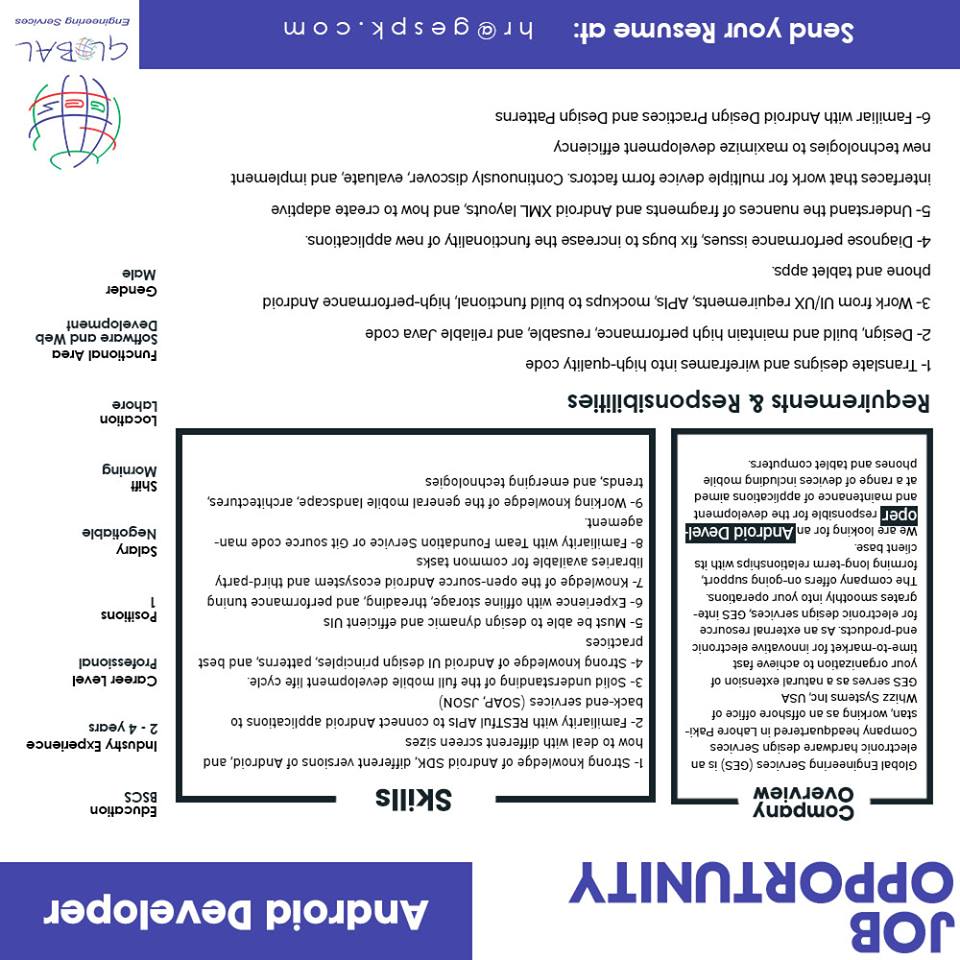 JOB
OPPORTUNITY
Android Developer
Company
Overview
Global Engineering Services (GES) is an
electronic hardware design Services
Company headquartered in Lahore Paki-
stan, working as an offshore office of
Whizz Systems Inc, USA
GES serves as a natural extension of
your organization to achieve fast
time-to-market for innovative electronic
end-products. As an external resource
for electronic design services, GES inte-
grates smoothly into your operations.
The company offers on-going support,
forming long-term relationships with its
client base.
We are looking for an Android Devel-
oper responsible for the development
and maintenance of applications aimed
at a range of devices including mobile
phones and tablet computers.
Skills
1- Strong knowledge of Android SDK, different versions of Android, and
how to deal with different screen sizes
2- Familiarity with RESTful APIs to connect Android applications to
back-end services (SOAP, JSON)
3- Solid understanding of the full mobile development life cycle.
4- Strong knowledge of Android UI design principles, patterns, and best
practices
5- Must be able to design dynamic and efficient UIs
6- Experience with offline storage, threading, and performance tuning
7- Knowledge of the open-source Android ecosystem and third-party
libraries available for common tasks
8- Familiarity with Team Foundation Service or Git source code man-
agement.
9- Working knowledge of the general mobile landscape, architectures,
trends, and emerging technologies
Education
BSCS
Industry Experience
2 - 4 years
Career Level
Professional
Positions
1
Salary
Negotiable
Shift
Morning
Location
Lahore
Functional Area
Software and Web
Development
Gender
Male
Requirements & Responsibilities
1- Translate designs and wireframes into high-quality code
2- Design, build and maintain high performance, reusable, and reliable Java code
3- Work from UI/UX requirements, APIs, mockups to build functional, high-performance Android
phone and tablet apps.
4- Diagnose performance issues, fix bugs to increase the functionality of new applications.
5- Understand the nuances of fragments and Android XML layouts, and how to create adaptive
interfaces that work for multiple device form factors. Continuously discover, evaluate, and implement
new technologies to maximize development efficiency
6- Familiar with Android Design Practices and Design Patterns
GES
GLOBAL
Engineering Services
Send your Resume at: hr@gespk.com